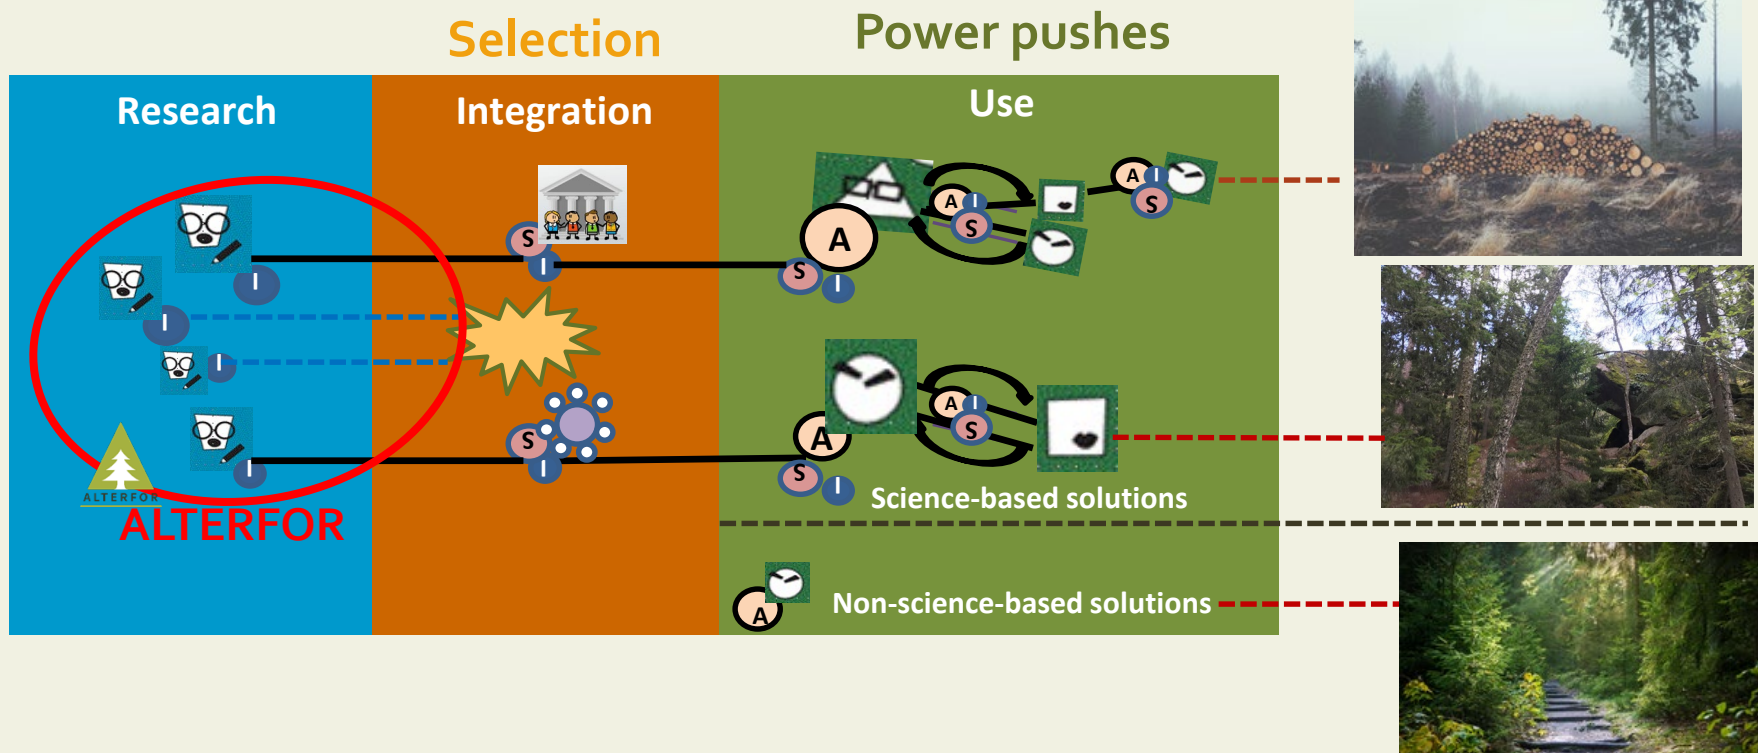 Selection
Power pushes
Research
Integration
Use
A
I
S
A
I
S
S
I
A
S
I
I
I
I
A
I
S
A
S
I
S
I
I
Science-based solutions
ALTERFOR
ALTERFOR
Non-science-based solutions
A